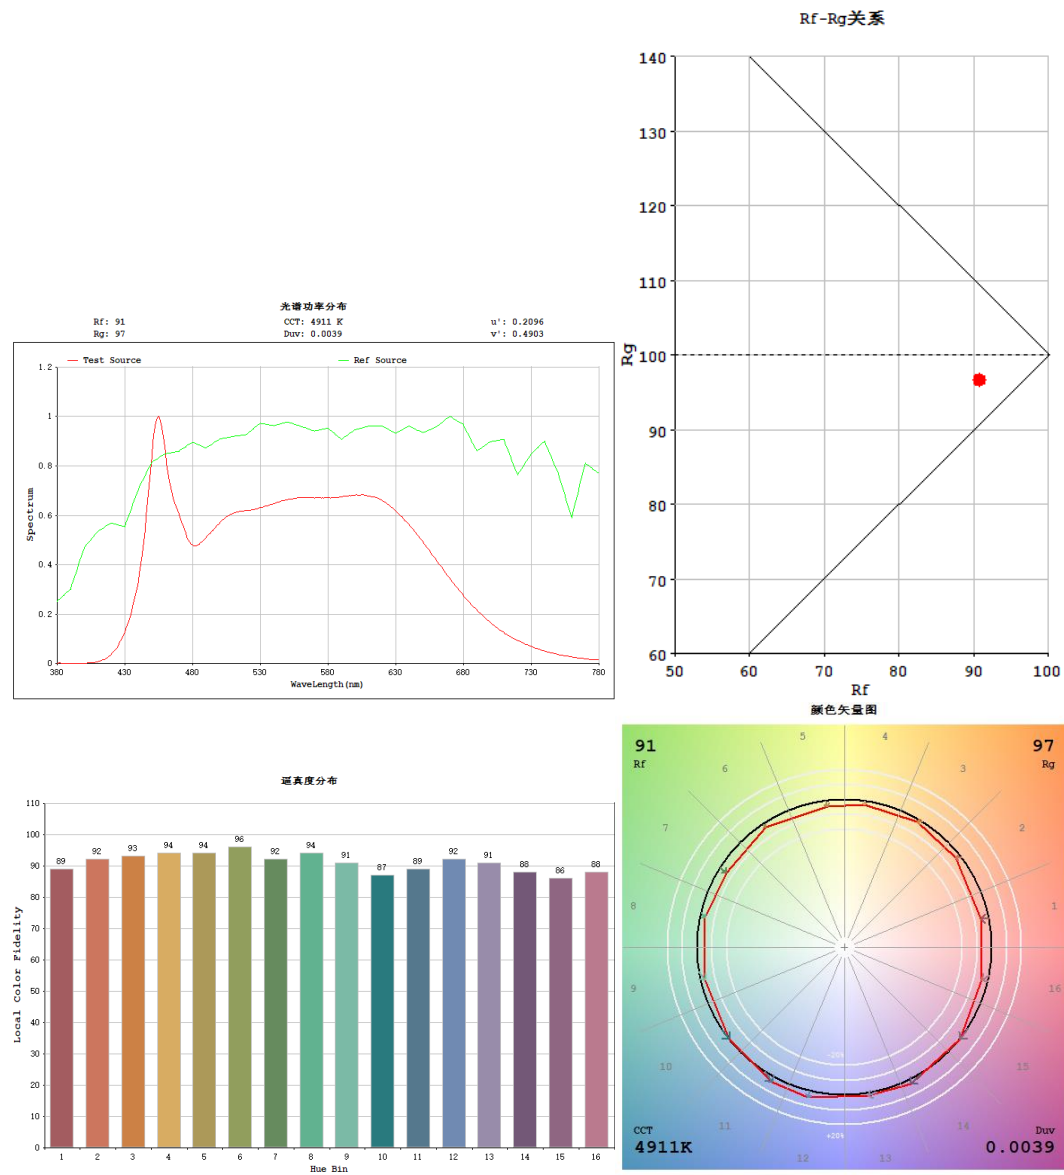 Rf-Rg关系
140
130
120
110
100
90
80
70
60
Rg
50 60 70 80 90 100
Rf
光谱功率分布
Rf: 91 CCT: 4911 K u': 0.2096
Rg: 97 Duv: 0.0039 v': 0.4903
Test Source Ref Source
1.2
1
0.8
0.6
0.4
0.2
0
Spectrum
380 430 480 530 580 630 680 730 780
WaveLength(nm)
逼真度分布
110
100
90
80
70
60
50
40
30
20
10
0
Local Color Fidelity
89 92 93 94 94 96 92 94 91 87 89 92 91 88 86 88
1 2 3 4 5 6 7 8 9 10 11 12 13 14 15 16
Hue Bin
颜色矢量图
91 97
Rf Rg
5 4
6 3
7 2
8 1
9 16
10 15
11 14
12 13
-20%
+20%
CCT Duv
4911K 0.0039